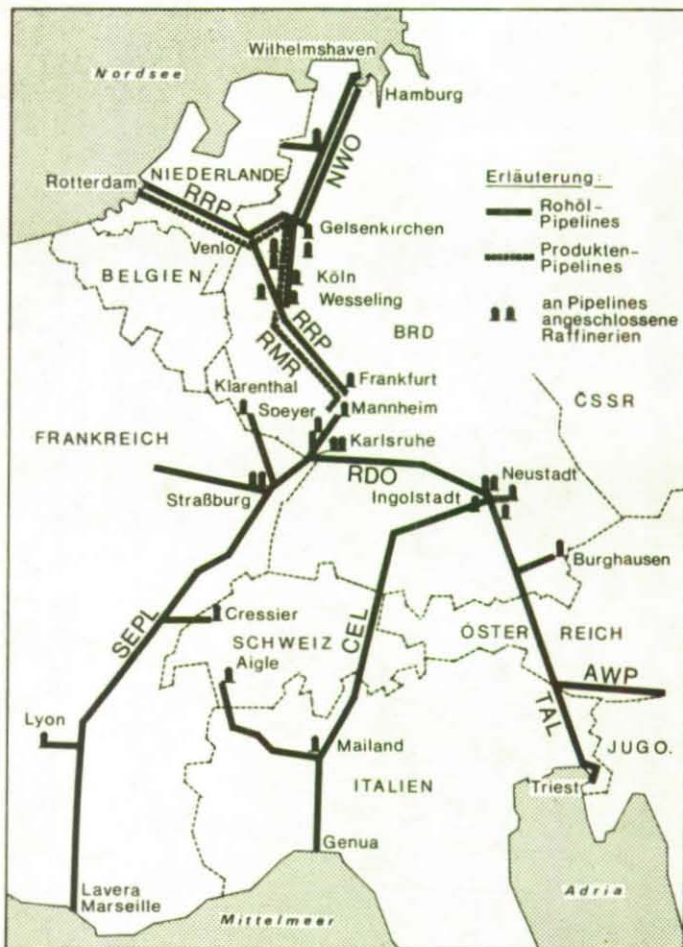 Wilhelmshaven
Nordsee
Hamburg
NWO
NIEDERLANDE
Rotterdam
RRP
Erläuterung:
Rohöl-
Pipelines
Produkten-
Pipelines
an Pipelines
angeschlossene
Raffinerien
Gelsenkirchen
Venlo
BELGIEN
Köln
Wesseling
RRP
RMR
BRD
Klarenthal
Frankfurt
Soeyer
Mannheim
ČSSR
FRANKREICH
Karlsruhe
RDO
Neustadt
Straßburg
Ingolstadt
Burghausen
SEPL
Cressier
SCHWEIZ
CEL
ÖSTER REICH
Aigle
AWP
Lyon
TAL
Mailand
JUGO.
ITALIEN
Triest
Genua
Lavera
Marseille
Mittelmeer
Adria